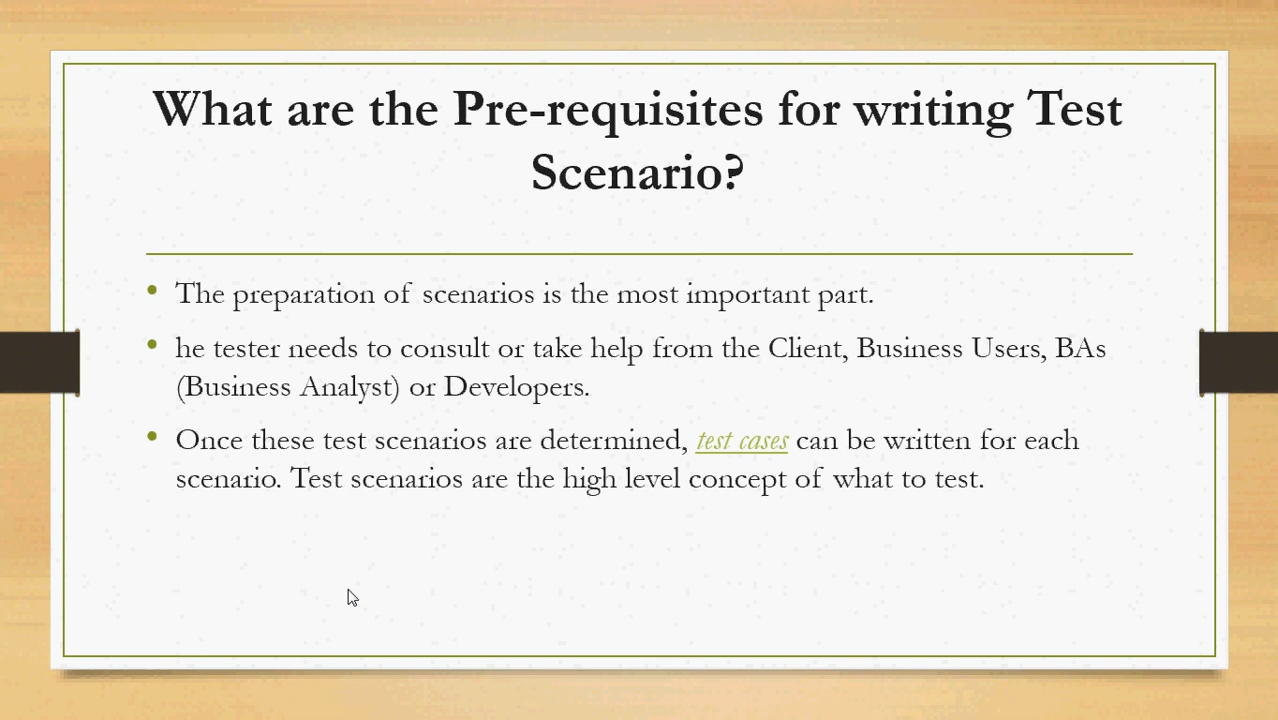 What are the Pre-requisites for writing Test
Scenario?
• The preparation of scenarios is the most important part.
• he tester needs to consult or take help from the Client, Business Users, BAs
(Business Analyst) or Developers.
• Once these test scenarios are determined, test cases can be written for each
scenario. Test scenarios are the high level concept of what to test.